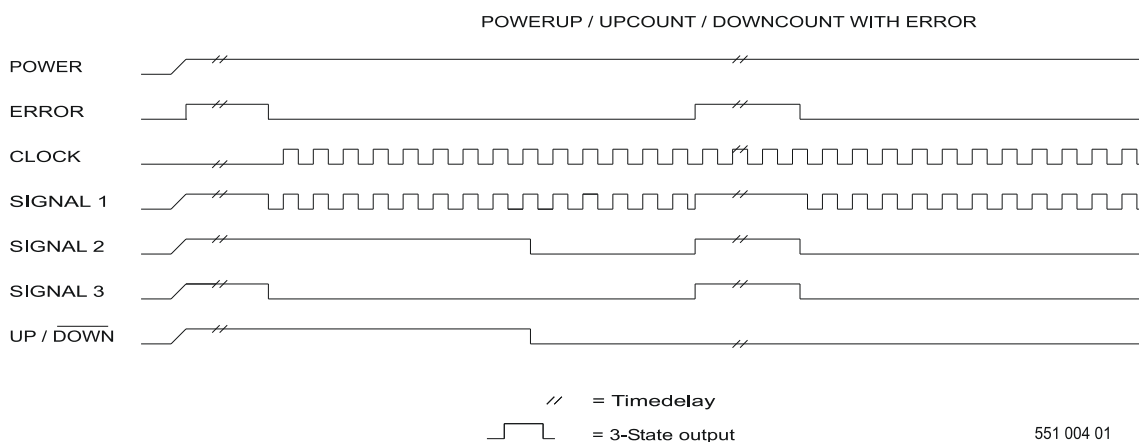 POWERUP / UPCOUNT / DOWNCOUNT WITH ERROR
POWER
ERROR
CLOCK
SIGNAL 1
SIGNAL 2
SIGNAL 3
UP / DOWN
// = Timedelay
= 3-State output
551 004 01